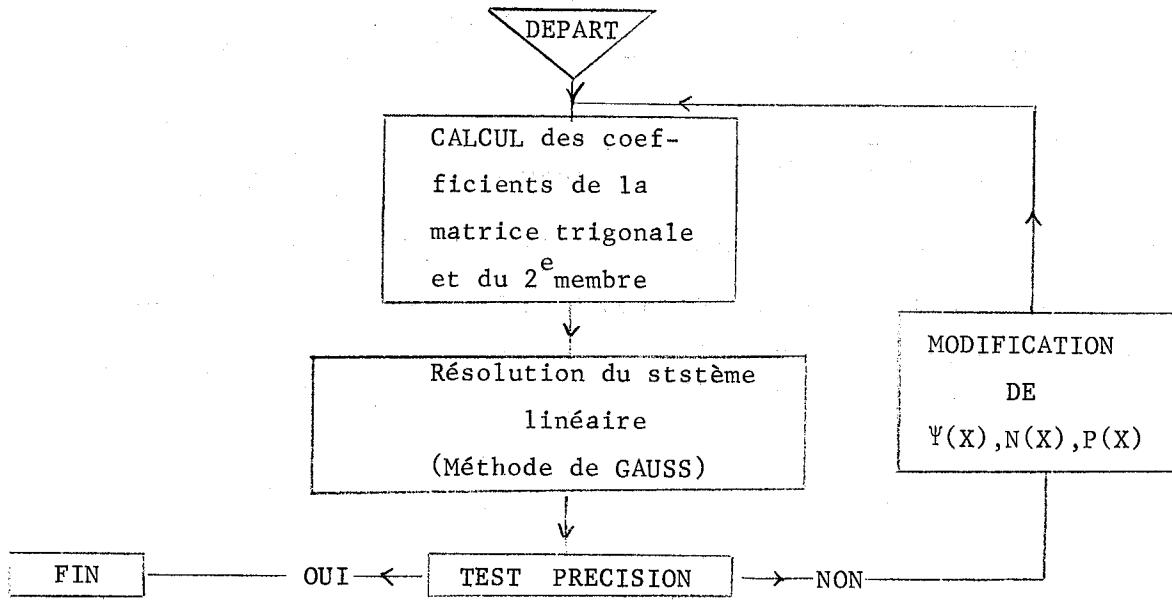 DEPART
CALCUL des coef-
ficients de la
matrice trigonale
et du 2e membre
Résolution du ststème
linéaire
(Méthode de GAUSS)
MODIFICATION
DE
Ψ(X),N(X),P(X)
FIN
OUI
TEST PRECISION
NON